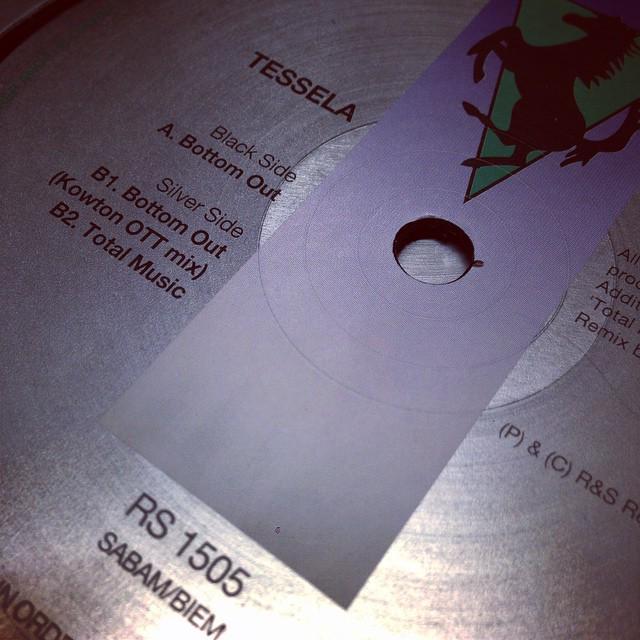 TESSELA
Black Side
A. Bottom Out
Silver Side
B1. Bottom Out
(Kowton OTT mix)
B2. Total Music
RS 1505
SABAM/BIEM
(P) & (C) R&S
Remix